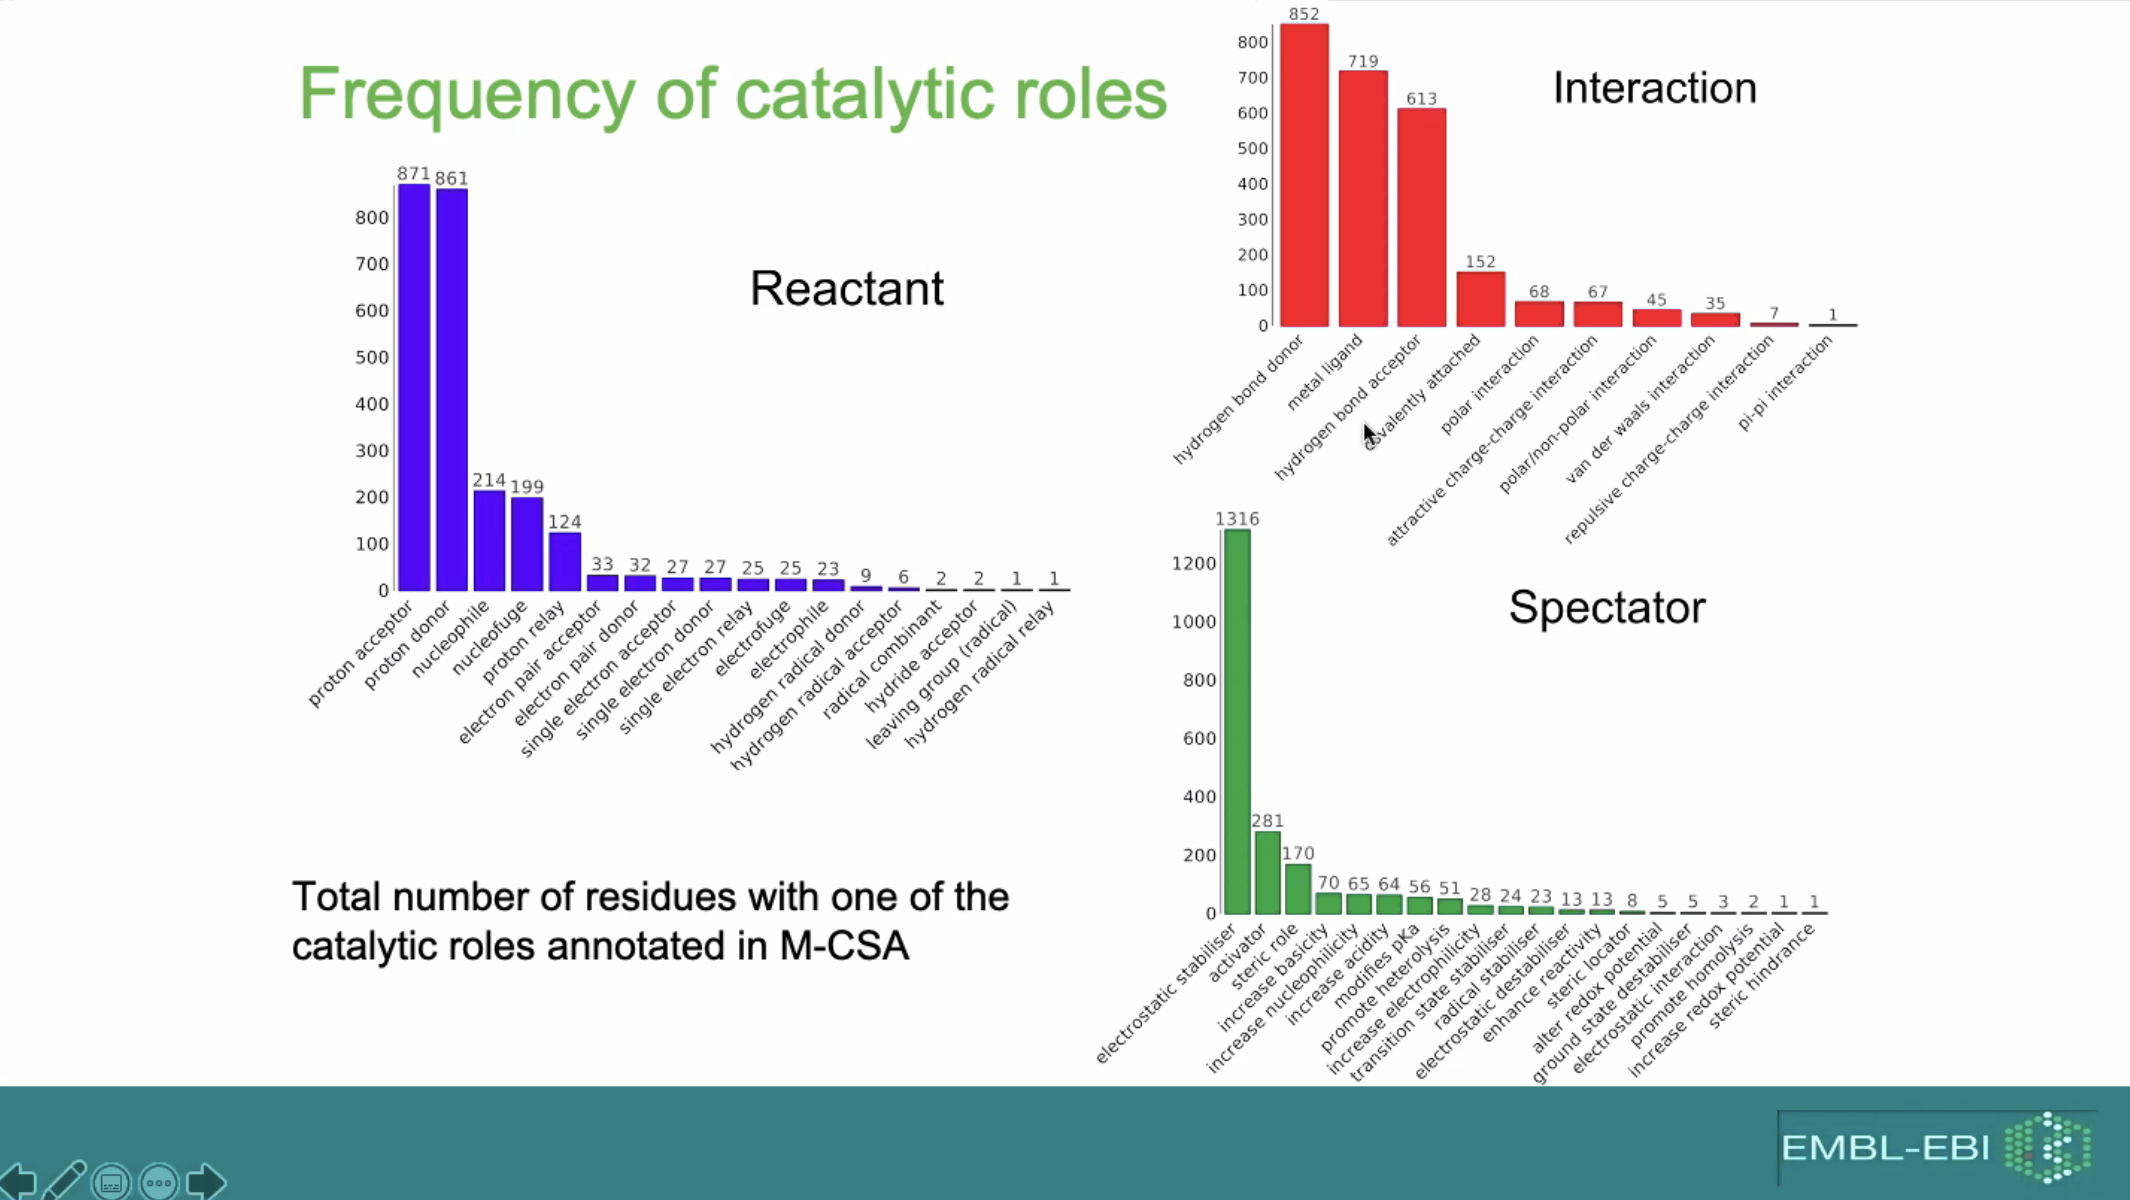 Frequency of catalytic roles
871 861 214 199 124 33 32 27 27 25 25 23 9 6 2 2 1 1
800
700
600
500
400
300
200
100
0
Reactant
proton acceptor
proton donor
nucleophile
nucleofuge
proton relay
electron pair acceptor
electron pair donor
single electron acceptor
single electron donor
single electron relay
electrofuge
electrophile
hydrogen radical donor
hydrogen radical acceptor
radical combinant
hydride acceptor
leaving group (radical)
hydrogen radical relay
Total number of residues with one of the
catalytic roles annotated in M-CSA
852 719 613 152 68 67 45 35 7 1
800
700
600
500
400
300
200
100
0
Interaction
hydrogen bond donor
metal ligand
hydrogen bond acceptor
covalently attached
polar interaction
attractive charge-charge interaction
polar/non-polar interaction
van der waals interaction
repulsive charge-charge interaction
pi-pi interaction
1316 281 170 70 65 64 56 51 28 24 23 13 13 8 5 5 3 2 1 1
1200
1000
800
600
400
200
0
Spectator
electrostatic stabiliser
activator
steric role
increase basicity
increase nucleophilicity
increase acidity
modifies pKa
promote heterolysis
increase electrophilicity
transition state stabiliser
radical stabiliser
electrostatic destabiliser
enhance reactivity
steric locator
alter redox potential
ground state destabiliser
electrostatic interaction
promote homolysis
increase redox potential
steric hindrance
EMBL-EBI